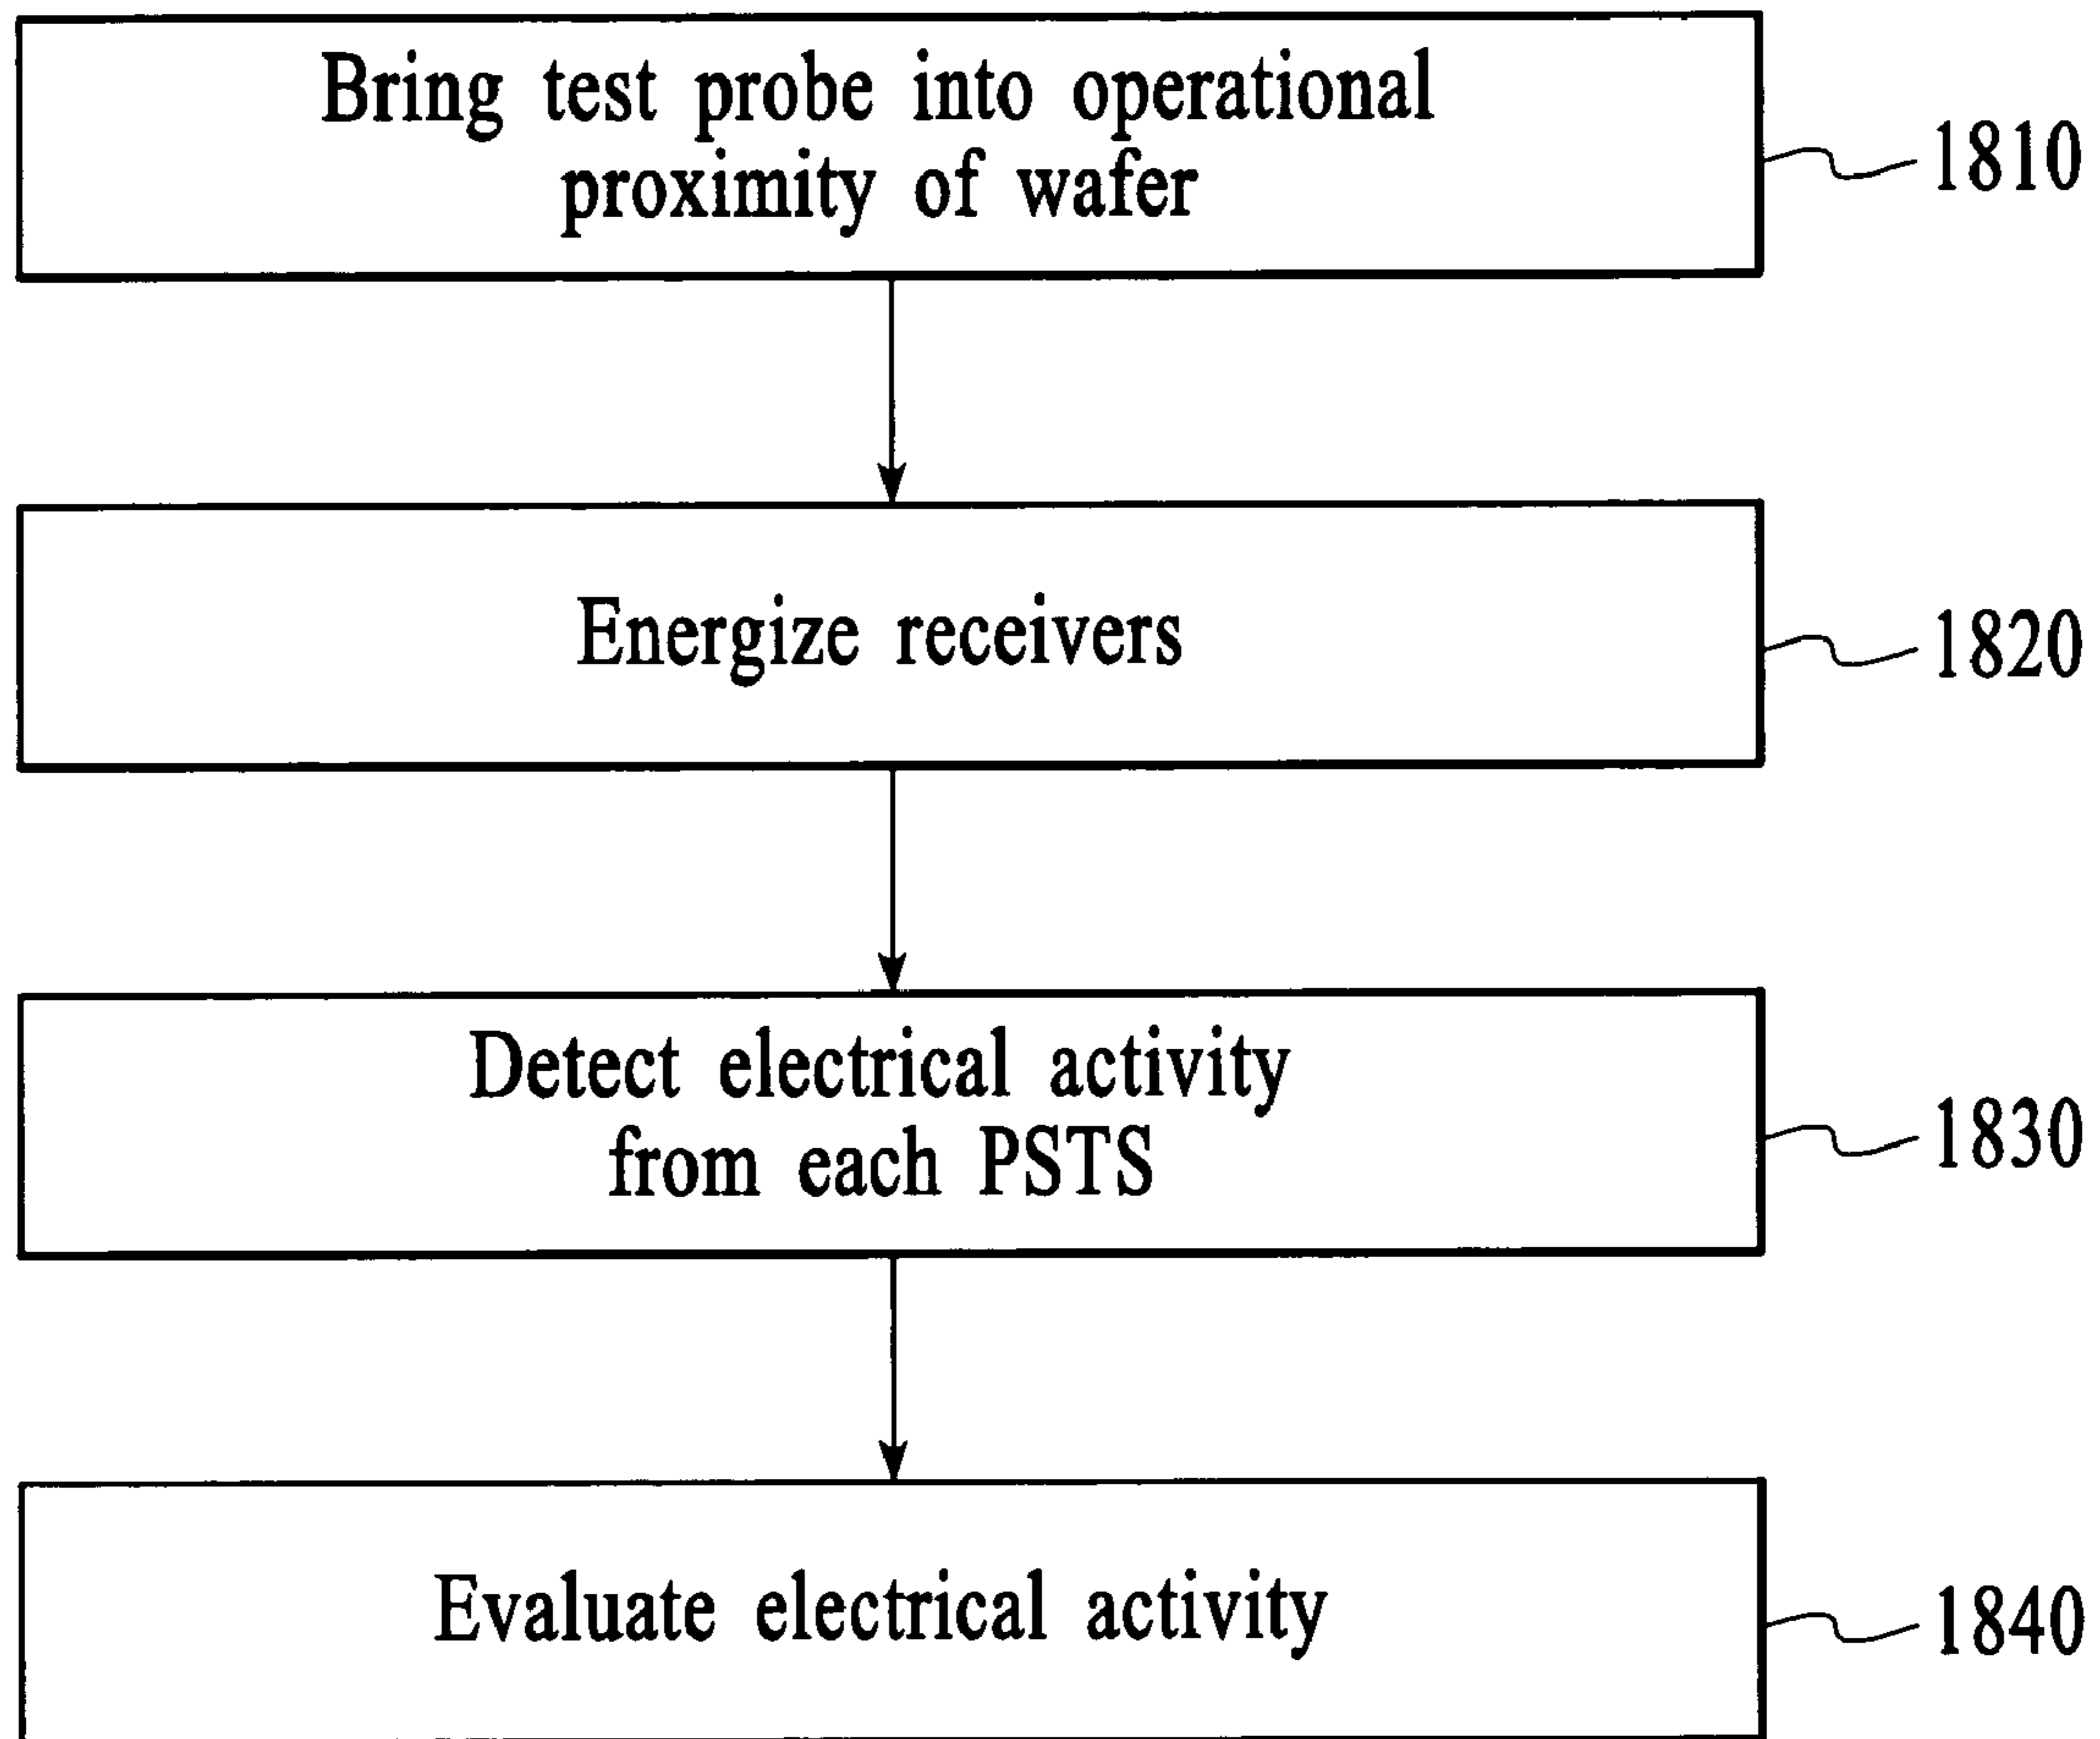 Bring test probe into operational
proximity of wafer
1810
Energize receivers
1820
Detect electrical activity
from each PSTS
1830
Evaluate electrical activity
1840